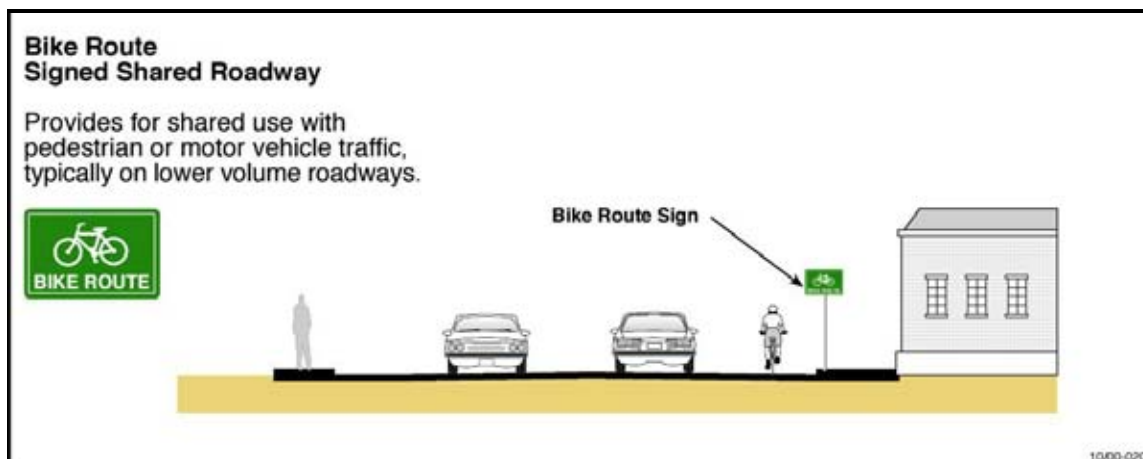 Bike Route
Signed Shared Roadway
Provides for shared use with
pedestrian or motor vehicle traffic,
typically on lower volume roadways.
BIKE ROUTE
Bike Route Sign